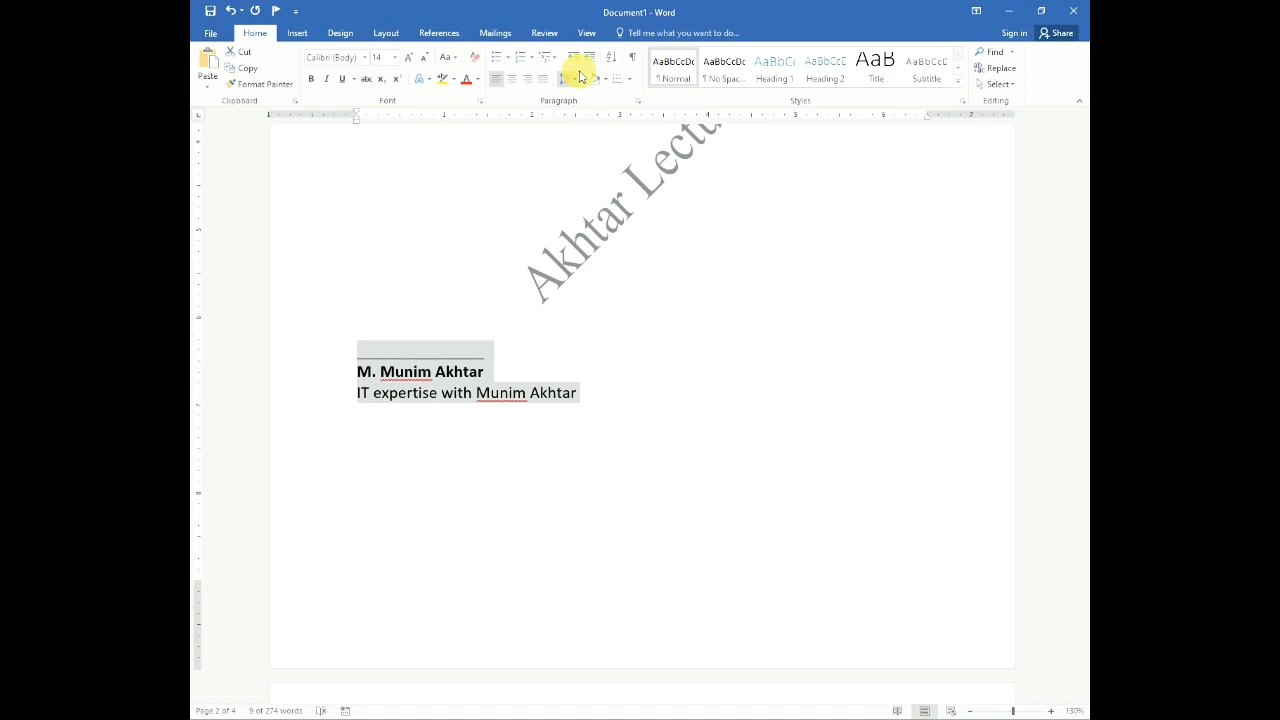 Document1 - Word
File Home Insert Design Layout References Mailings Review View Tell me what you want to do... Sign in Share
Paste
Cut
Copy
Format Painter
Clipboard
Calibri (Body) 14
Font
Paragraph
AaBbCcDc AaBbCcDc AaBbC AaBbCcD AaB AaBbCcD
¶ Normal ¶ No Spac... Heading 1 Heading 2 Title Subtitle
Styles
Find
Replace
Select
Editing
Akhtar Lectu
M. Munim Akhtar
IT expertise with Munim Akhtar
Page 2 of 4 9 of 274 words 130%